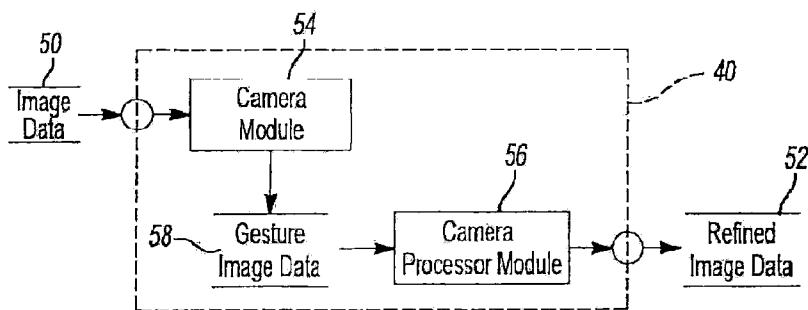 50
Image
Data
54
Camera
Module
40
58
Gesture
Image Data
56
Camera
Processor Module
52
Refined
Image Data